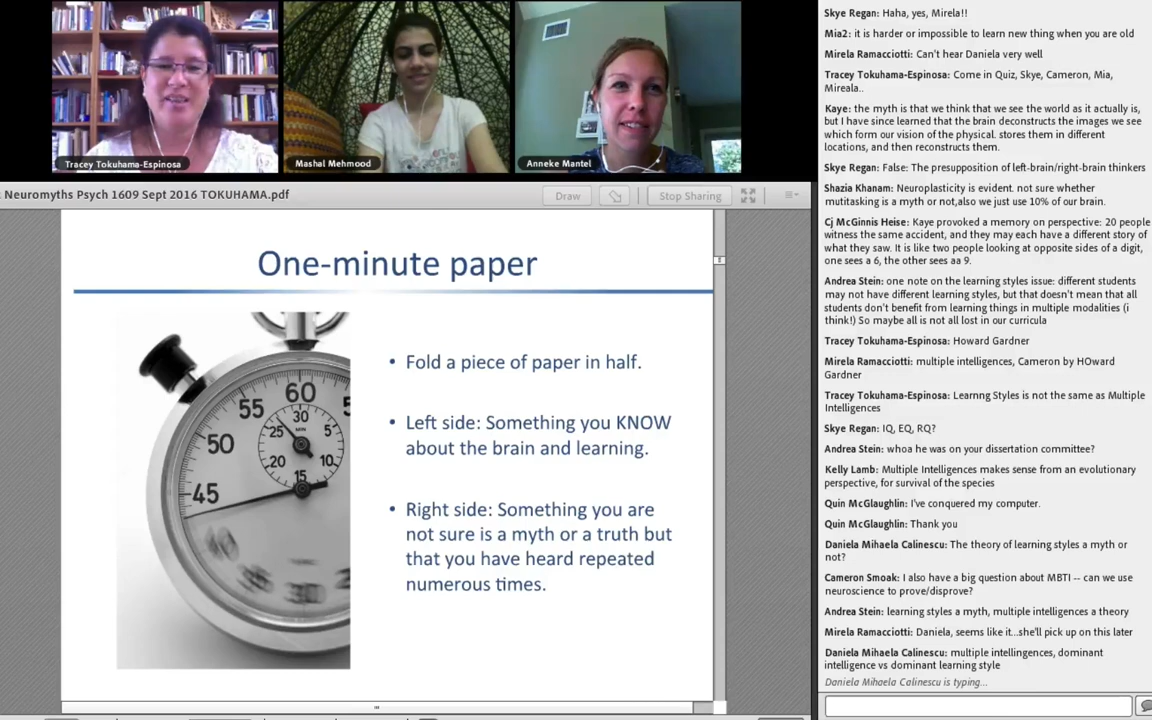 Tracey Tokuhama-Espinosa
Mashal Mehmood
Anneke Mantel
Neuromyths Psych 1609 Sept 2016 TOKUHAMA.pdf
Draw
Stop Sharing
One-minute paper
60
55
50
45
30
25
5
20
10
15
MIN
• Fold a piece of paper in half.
• Left side: Something you KNOW
about the brain and learning.
• Right side: Something you are
not sure is a myth or a truth but
that you have heard repeated
numerous times.
Skye Regan: Haha, yes, Mirela!!
Mia2: it is harder or impossible to learn new thing when you are old
Mirela Ramacciotti: Can't hear Daniela very well
Tracey Tokuhama-Espinosa: Come in Quiz, Skye, Cameron, Mia,
Mireala..
Kaye: the myth is that we think that we see the world as it actually is,
but I have since learned that the brain deconstructs the images we see
which form our vision of the physical. stores them in different
locations, and then reconstructs them.
Skye Regan: False: The presupposition of left-brain/right-brain thinkers
Shazia Khanam: Neuroplasticity is evident. not sure whether
mutitasking is a myth or not,also we just use 10% of our brain.
Cj McGinnis Heise: Kaye provoked a memory on perspective: 20 people
witness the same accident, and they may each have a different story of
what they saw. It is like two people looking at opposite sides of a digit,
one sees a 6, the other sees aa 9.
Andrea Stein: one note on the learning styles issue: different students
may not have different learning styles, but that doesn't mean that all
students don't benefit from learning things in multiple modalities (i
think!) So maybe all is not all lost in our curricula
Tracey Tokuhama-Espinosa: Howard Gardner
Mirela Ramacciotti: multiple intelligences, Cameron by HOward
Gardner
Tracey Tokuhama-Espinosa: Learnng Styles is not the same as Multiple
Intelligences
Skye Regan: IQ, EQ, RQ?
Andrea Stein: whoa he was on your dissertation committee?
Kelly Lamb: Multiple Intelligences makes sense from an evolutionary
perspective, for survival of the species
Quin McGlaughlin: I've conquered my computer.
Quin McGlaughlin: Thank you
Daniela Mihaela Calinescu: The theory of learning styles a myth or
not?
Cameron Smoak: I also have a big question about MBTI -- can we use
neuroscience to prove/disprove?
Andrea Stein: learning styles a myth, multiple intelligences a theory
Mirela Ramacciotti: Daniela, seems like it...she'll pick up on this later
Daniela Mihaela Calinescu: multiple intellingences, dominant
intelligence vs dominant learning style
Daniela Mihaela Calinescu is typing...